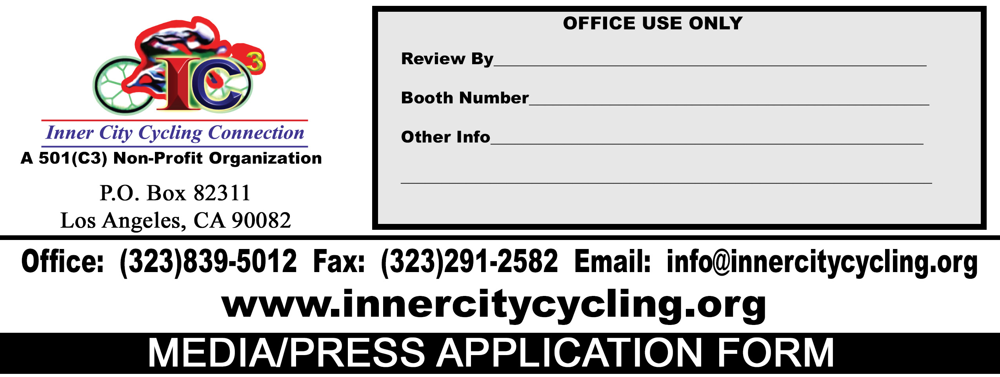 IC3
Inner City Cycling Connection
A 501(C3) Non-Profit Organization
P.O. Box 82311
Los Angeles, CA 90082
OFFICE USE ONLY
Review By
Booth Number
Other Info
Office: (323)839-5012 Fax: (323)291-2582 Email: info@innercitycycling.org
www.innercitycycling.org
MEDIA/PRESS APPLICATION FORM